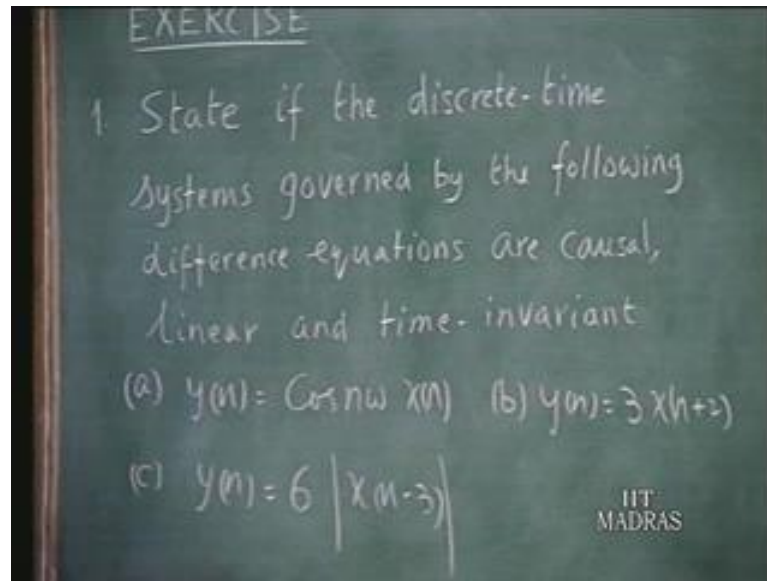 EXERCISE
1. State if the discrete-time
systems governed by the following
difference equations are causal,
linear and time-invariant
(a) y(n) = Cos nω x(n) (b) y(n) = 3 x(n+2)
(c) y(n) = 6 |x(n-3)|
IIT
MADRAS